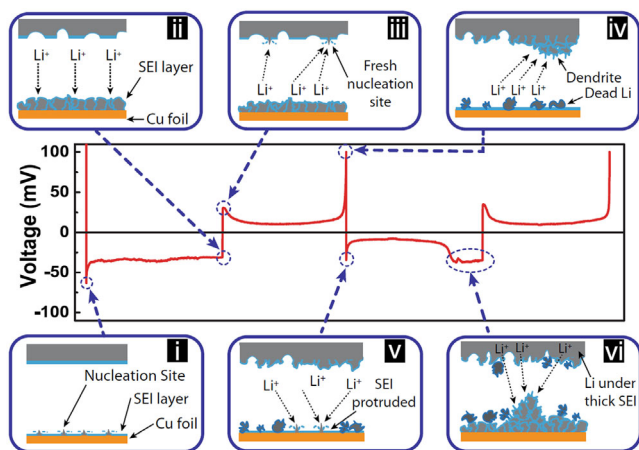 ii
Li⁺ Li⁺ Li⁺
SEI layer
Cu foil
iii
Li⁺ Li⁺ Li⁺
Fresh
nucleation
site
iv
Li⁺ Li⁺ Li⁺
Dendrite
Dead Li
Voltage (mV)
100
50
0
-50
-100
i
Nucleation Site
SEI layer
Cu foil
v
Li⁺ Li⁺ Li⁺
SEI
protruded
vi
Li⁺ Li⁺ Li⁺
Li under
thick SEI